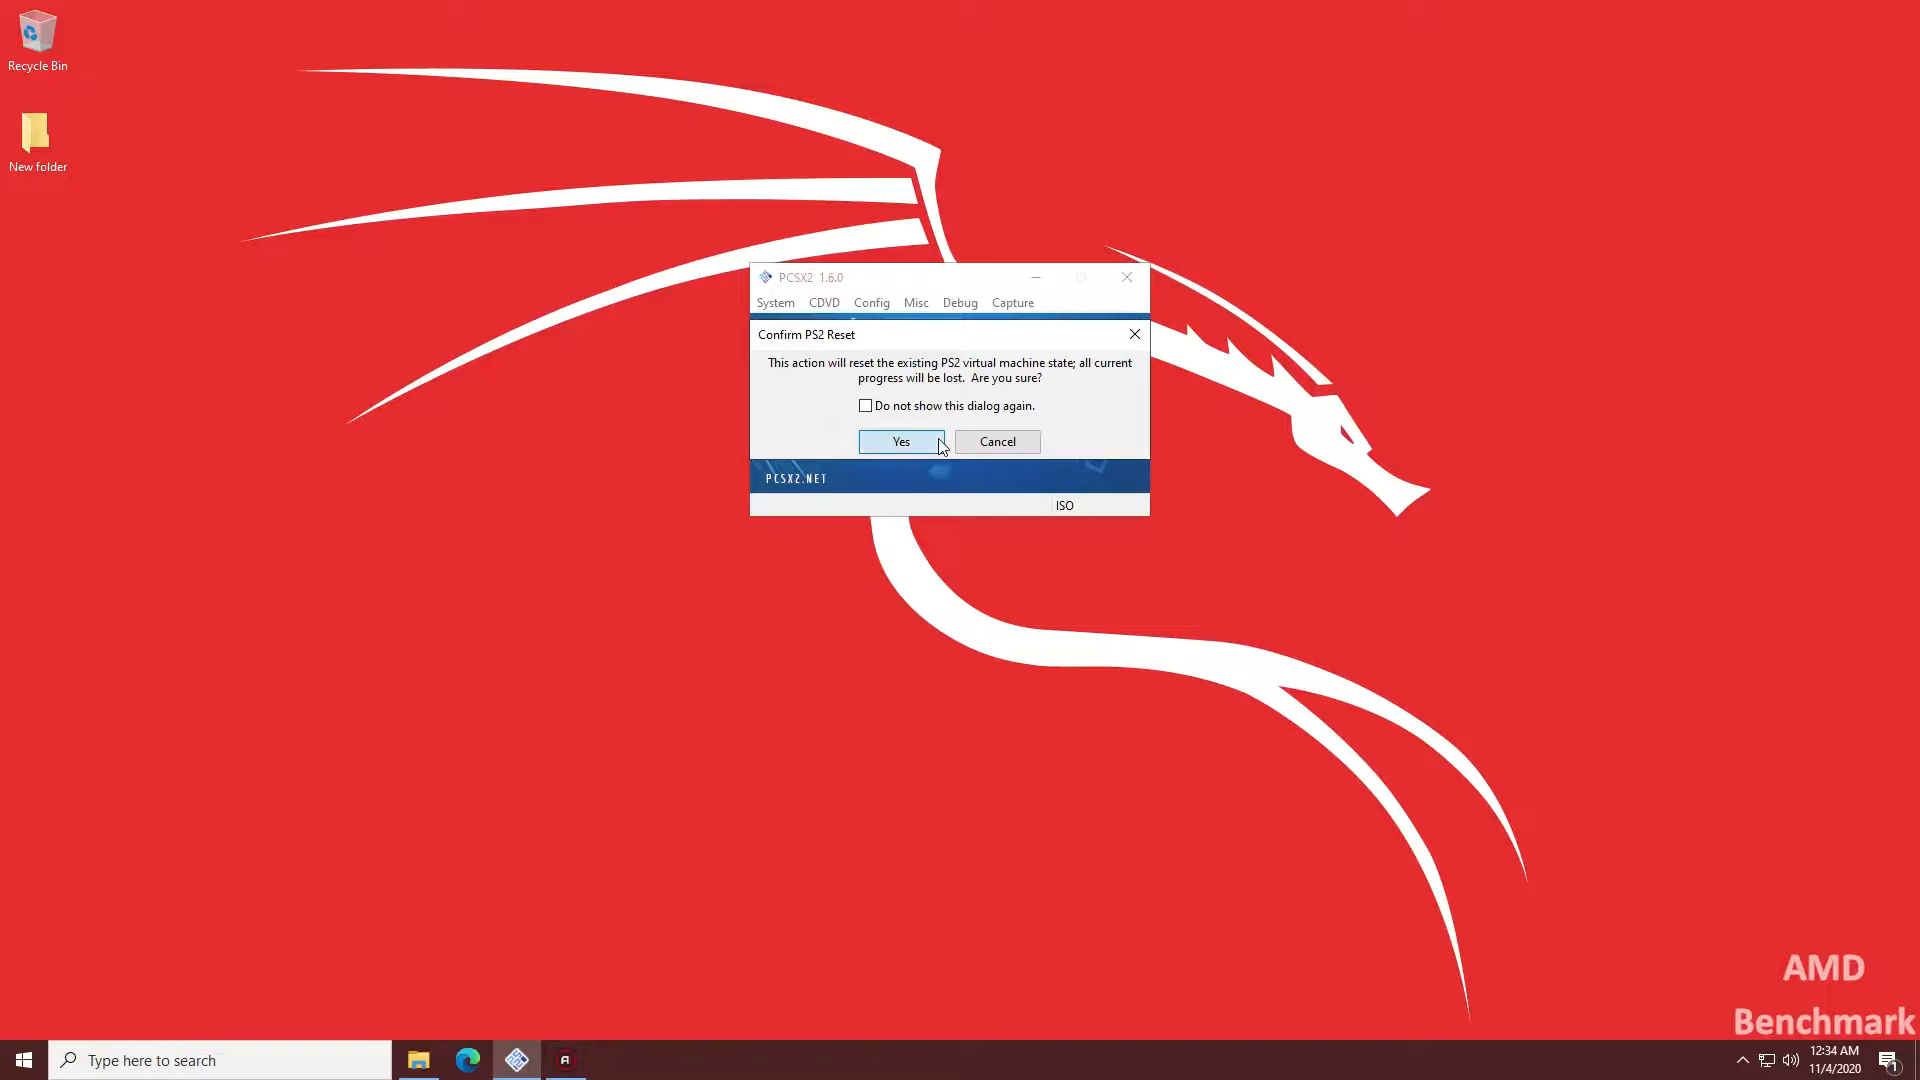 Recycle Bin
New folder
PCSX2 1.6.0
System CDVD Config Misc Debug Capture
Confirm PS2 Reset
This action will reset the existing PS2 virtual machine state; all current
progress will be lost. Are you sure?
Do not show this dialog again.
Yes Cancel
PCSX2.NET
ISO
AMD
Benchmark
Type here to search
12:34 AM
11/4/2020
1